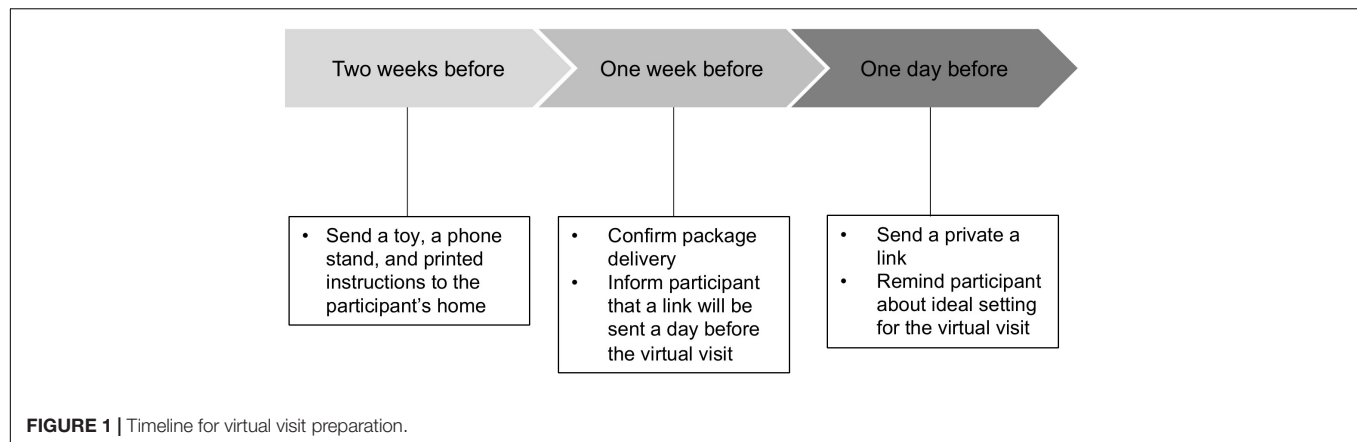 Two weeks before
One week before
One day before
• Send a toy, a phone
stand, and printed
instructions to the
participant's home
• Confirm package
delivery
• Inform participant
that a link will be
sent a day before
the virtual visit
• Send a private a
link
• Remind participant
about ideal setting
for the virtual visit
FIGURE 1 | Timeline for virtual visit preparation.